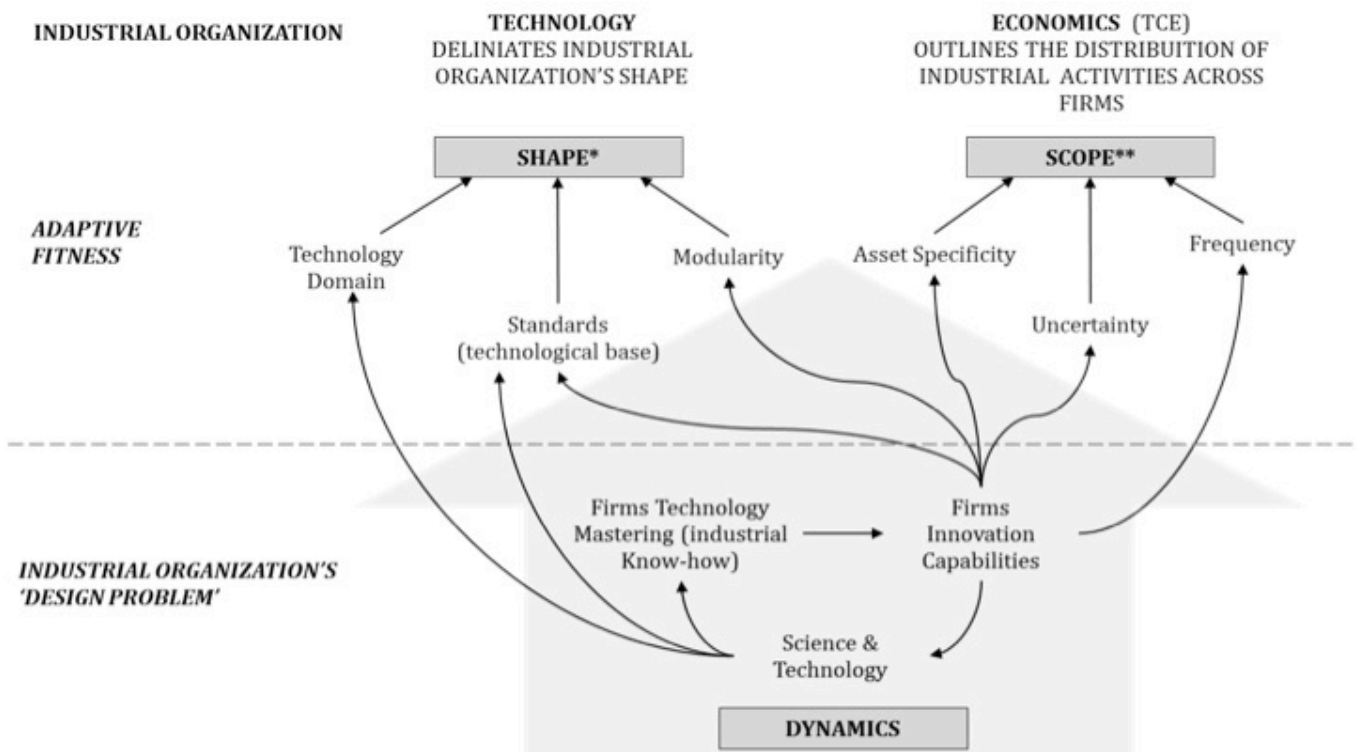 INDUSTRIAL ORGANIZATION
TECHNOLOGY
DELINIATES INDUSTRIAL
ORGANIZATION'S SHAPE
ECONOMICS (TCE)
OUTLINES THE DISTRIBUITION OF
INDUSTRIAL ACTIVITIES ACROSS
FIRMS
SHAPE*
SCOPE**
ADAPTIVE
FITNESS
Technology
Domain
Standards
(technological base)
Modularity
Asset Specificity
Uncertainty
Frequency
INDUSTRIAL ORGANIZATION'S
'DESIGN PROBLEM'
Firms Technology
Mastering (industrial
Know-how)
Firms
Innovation
Capabilities
Science &
Technology
DYNAMICS